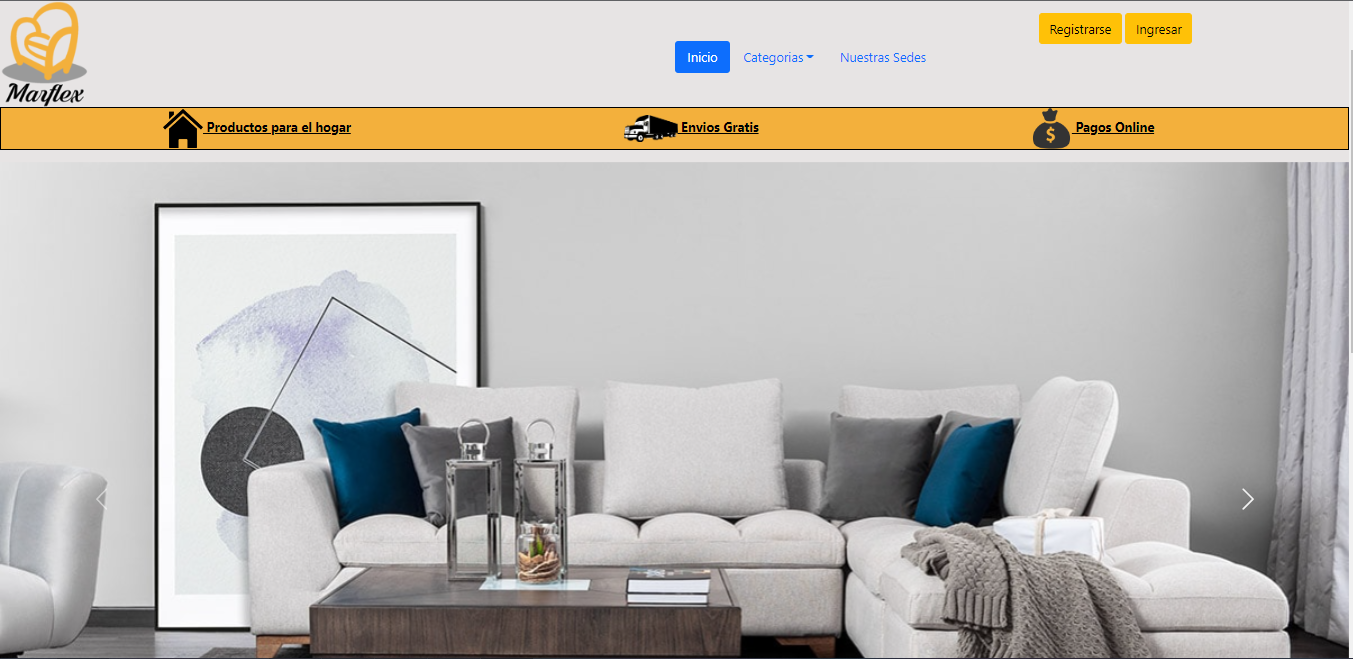 Marflex
Registrarse Ingresar
Inicio Categorias Nuestras Sedes
Productos para el hogar Envios Gratis Pagos Online